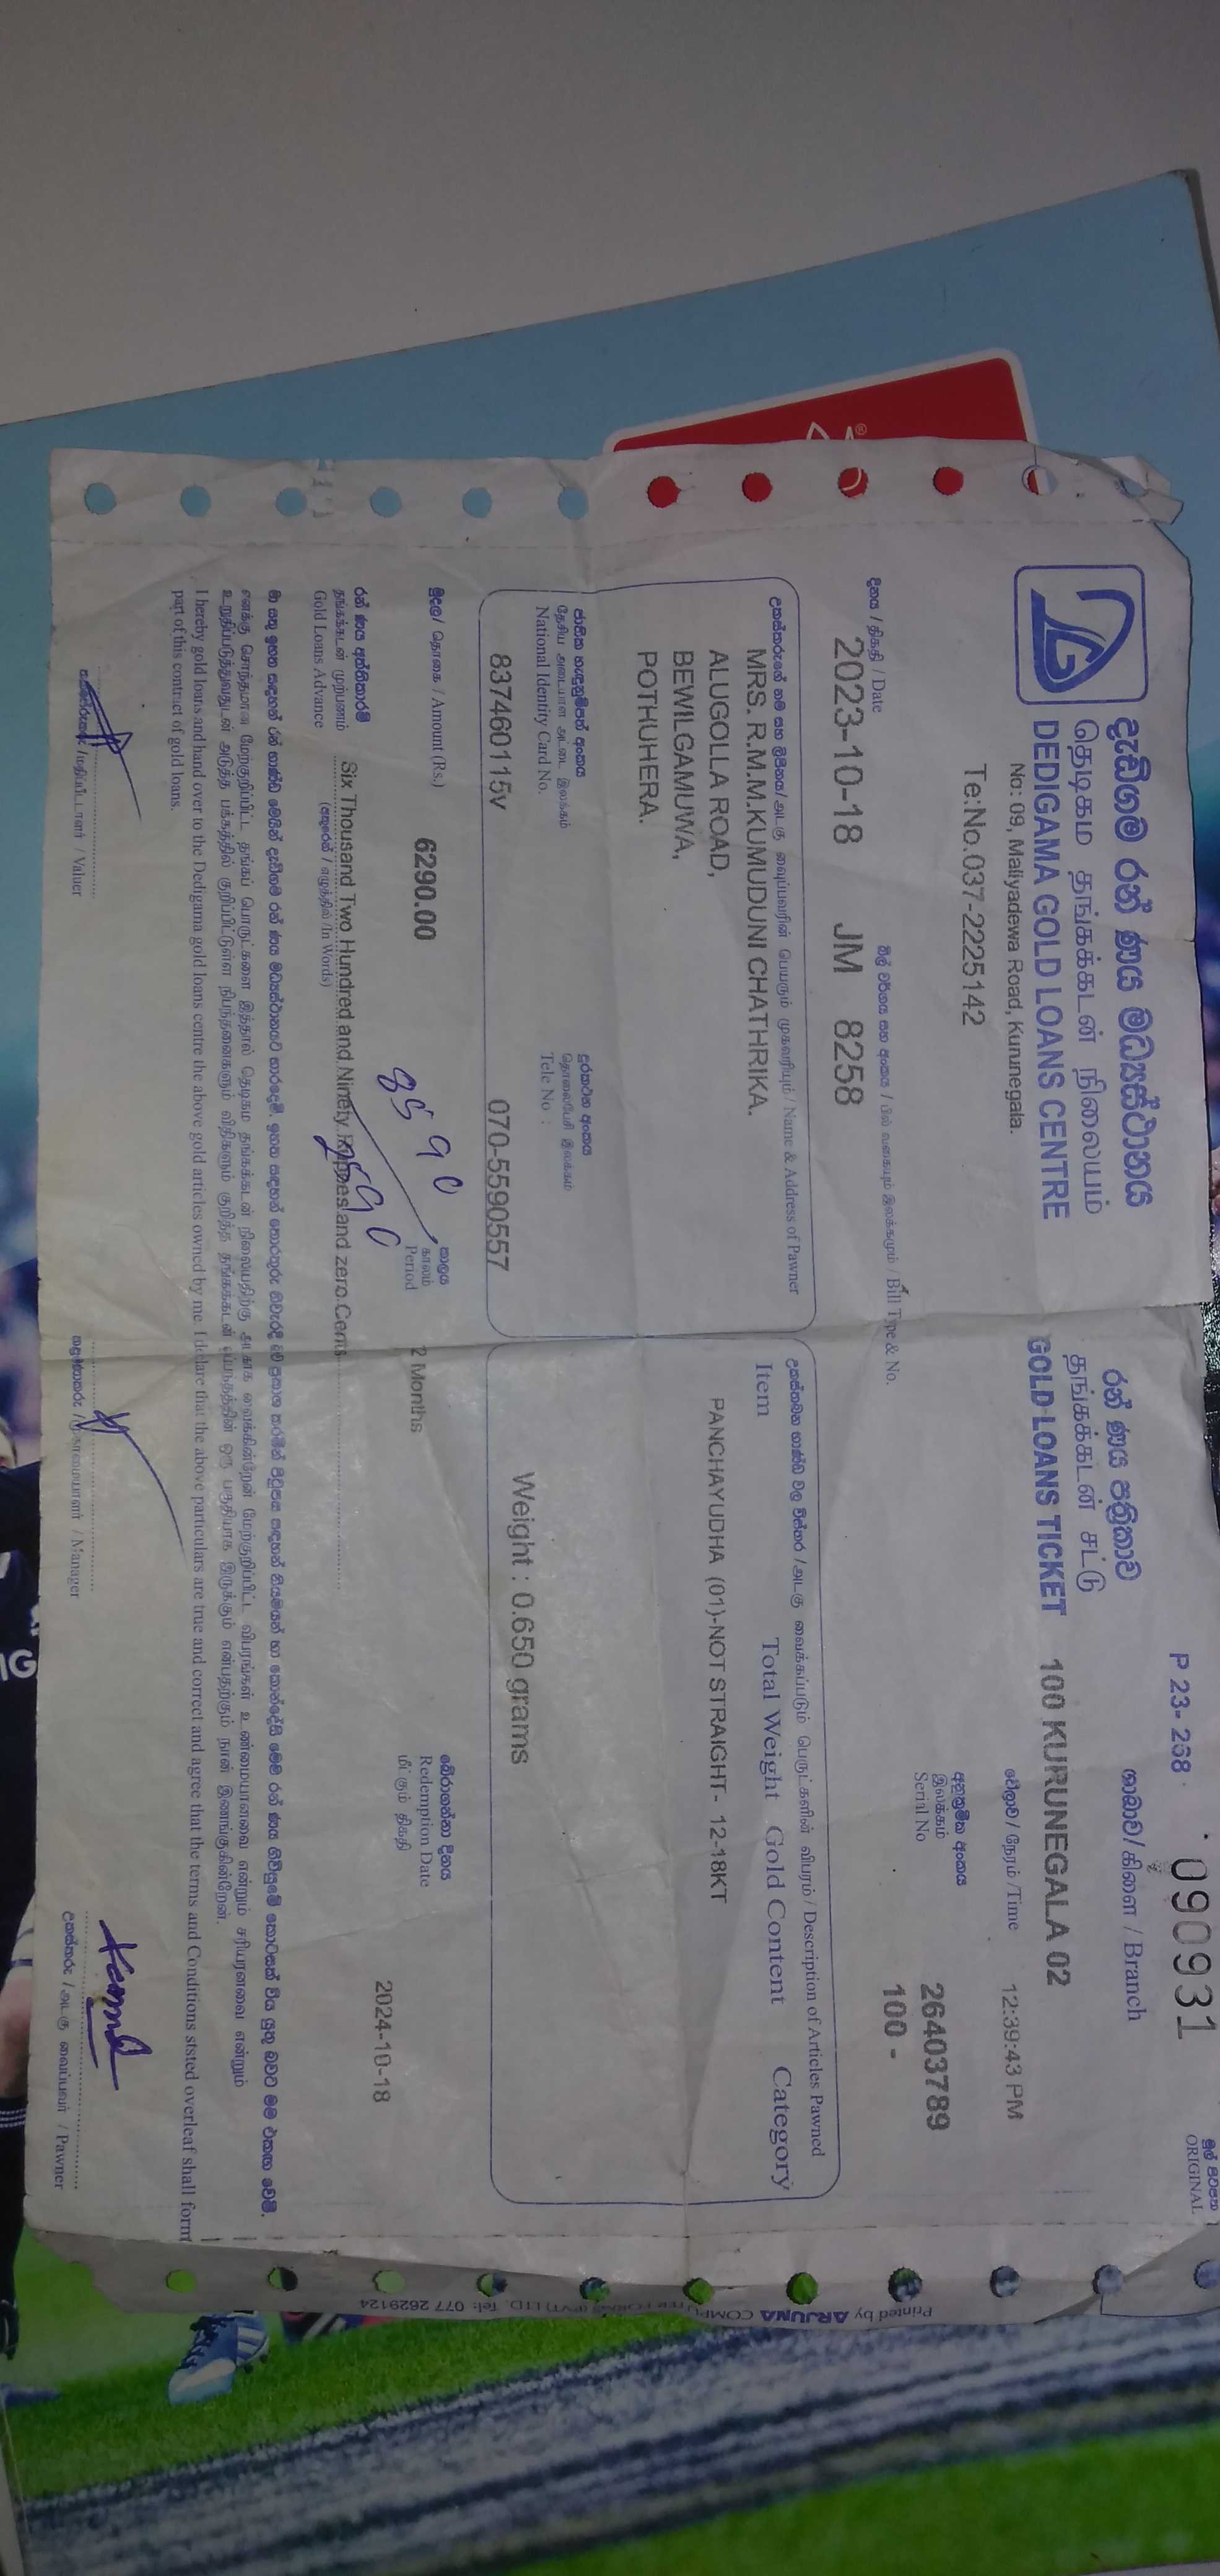 දැඩිගම රන් ණය මධ්‍යස්ථානය
தெடிகம தங்கக்கடன் நிலையம்
DEDIGAMA GOLD LOANS CENTRE
No: 09, Maliyadewa Road, Kurunegala.
Te:No.037-2225142
රන් ණය පත්‍රිකාව
தங்கக்கடன் சட்டு
GOLD LOANS TICKET
P 23- 268
090931
මුල් පිටපත
ORIGINAL
ශාඛාව/ கிளை / Branch
100 KURUNEGALA 02
වේලාව/ நேரம் /Time 12:39:43 PM
අනුක්‍රමික අංකය
இலக்கம்
Serial No
26403789
100 -
දිනය / திகதி / Date
බිල් වර්ගය සහ අංකය / பில் வகையும் இலக்கமும் / Bill Type & No.
2023-10-18 JM 8258
උකස්කරුගේ නම සහ ලිපිනය/ அடகு வைப்பவரின் பெயரும் முகவரியும் / Name & Address of Pawner
MRS. R.M.M.KUMUDUNI CHATHRIKA.
ALUGOLLA ROAD,
BEWILGAMUWA,
POTHUHERA.
උකස්කරන භාණ්ඩ වල විස්තර /அடகு வைக்கப்படும் பொருட்களின் விபரம் / Description of Articles Pawned
Item Total Weight Gold Content Category
PANCHAYUDHA (01)-NOT STRAIGHT- 12-18KT
Weight : 0.650 grams
ජාතික හැඳුනුම්පත් අංකය
தேசிய அடையாள அட்டை இலக்கம்
National Identity Card No.
837460115v
දුරකථන අංකය
தொலைபேசி இலக்கம்
Tele No :
070-5590557
මුදල/ தொகை / Amount (Rs.)
6290.00
කාලය
காலம்
Period
2 Months
බේරාගන්නා දිනය
Redemption Date
மீட்கும் திகதி
2024-10-18
රන් ණය අත්තිකාරම්
தங்கக்கடன் முற்பணம்
Gold Loans Advance
Six Thousand Two Hundred and Ninety Rupees and zero Cents
(අකුරෙන් / எழுத்தில் /In Words)
8590
I hereby gold loans and hand over to the Dedigama gold loans centre the above gold articles owned by me. I declare that the above particulars are true and correct and agree that the terms and Conditions ststed overleaf shall form
part of this contract of gold loans.
තක්සේරුකරු /மதிப்பீட்டாளர் / Valuer
කළමනාකරු /முகாமையாளர் / Manager
උකස්කරු / அடகு வைப்பவர் / Pawner
Printed by ARJUNA COMPUTER FORMS (PVT) LTD. Tel: 077 2629124